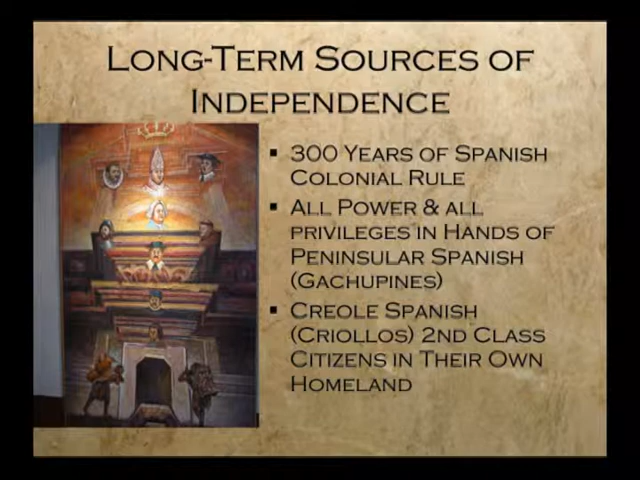 Long-Term Sources of
Independence
▪ 300 Years of Spanish
Colonial Rule
▪ All Power & all
privileges in Hands of
Peninsular Spanish
(Gachupines)
▪ Creole Spanish
(Criollos) 2nd Class
Citizens in Their Own
Homeland